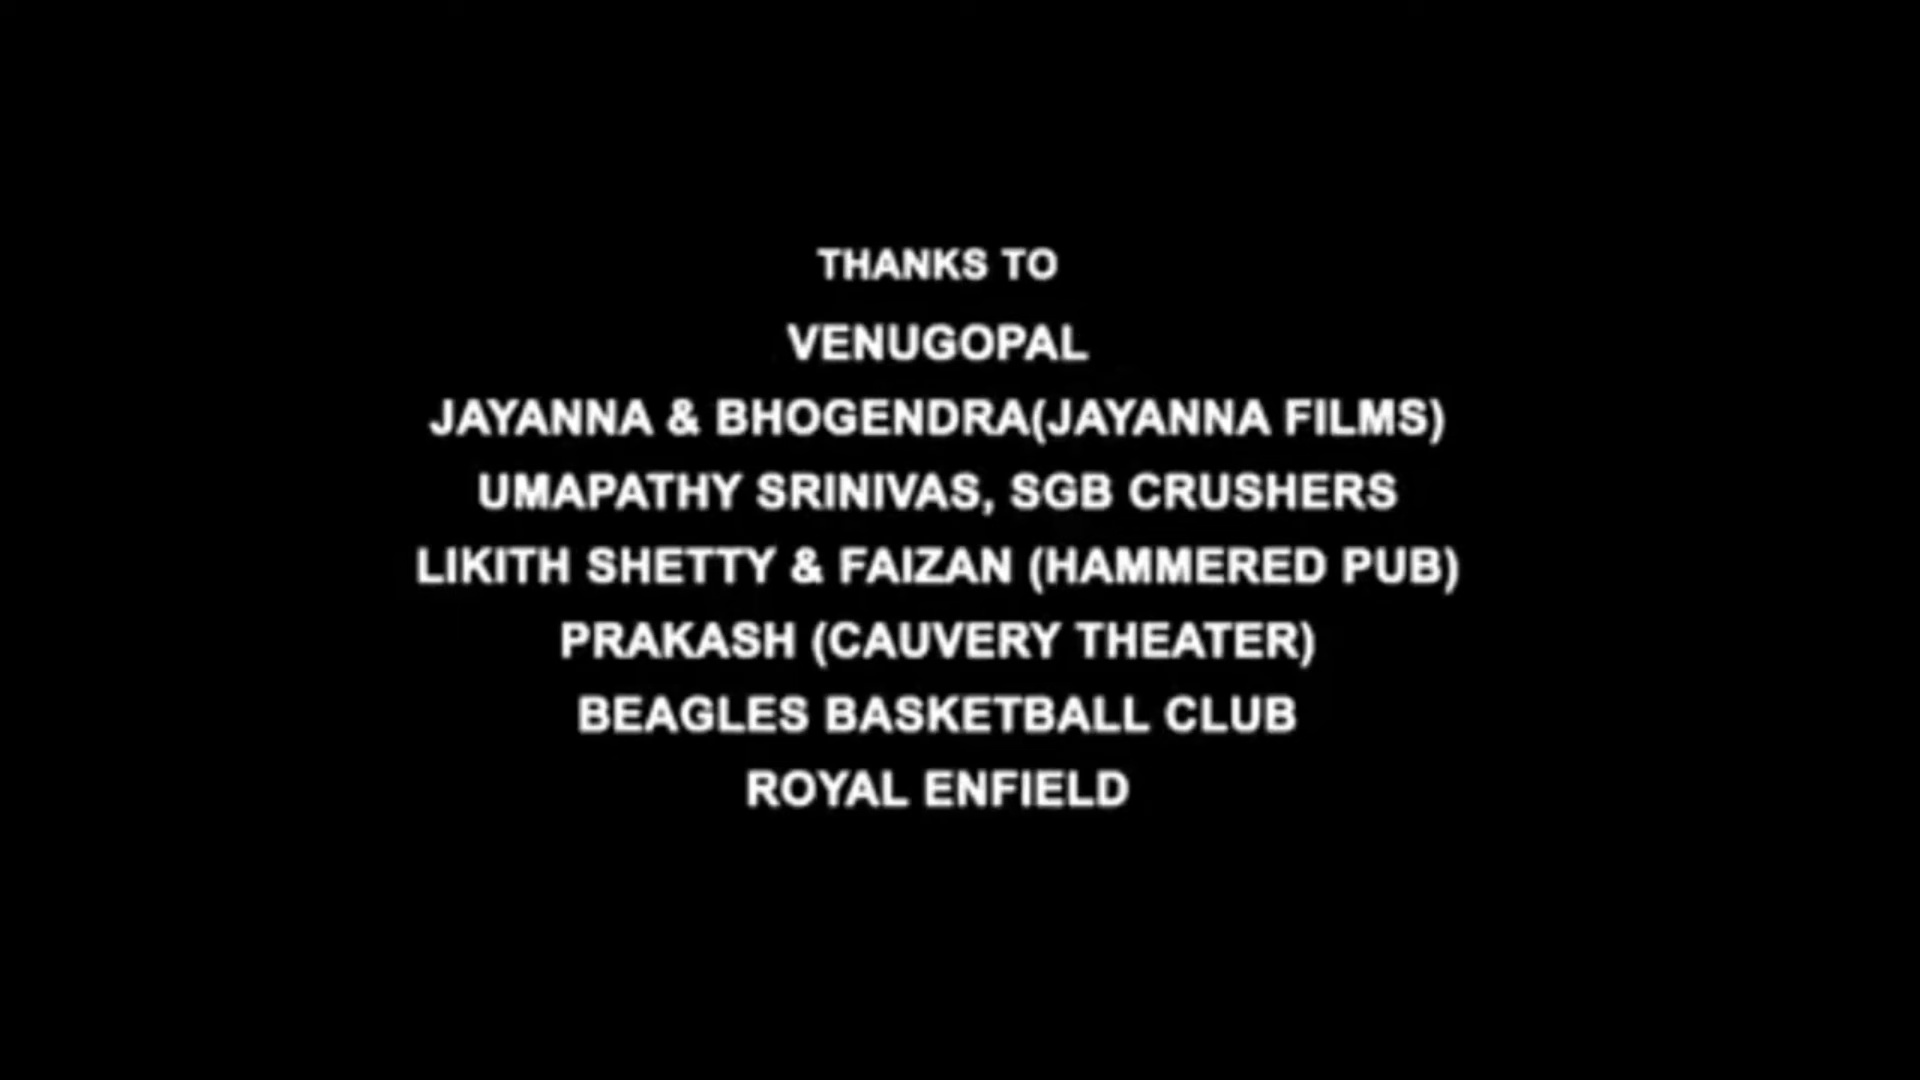 THANKS TO
VENUGOPAL
JAYANNA & BHOGENDRA(JAYANNA FILMS)
UMAPATHY SRINIVAS, SGB CRUSHERS
LIKITH SHETTY & FAIZAN (HAMMERED PUB)
PRAKASH (CAUVERY THEATER)
BEAGLES BASKETBALL CLUB
ROYAL ENFIELD